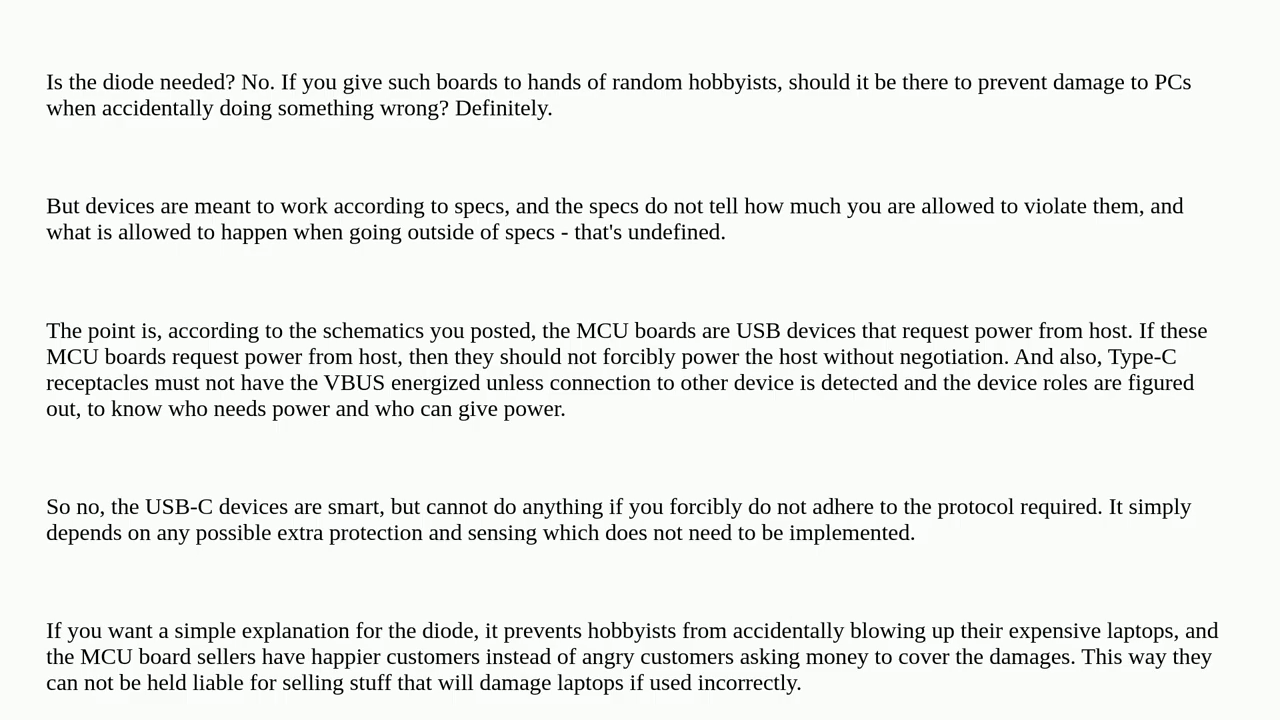 Is the diode needed? No. If you give such boards to hands of random hobbyists, should it be there to prevent damage to PCs
when accidentally doing something wrong? Definitely.
But devices are meant to work according to specs, and the specs do not tell how much you are allowed to violate them, and
what is allowed to happen when going outside of specs - that's undefined.
The point is, according to the schematics you posted, the MCU boards are USB devices that request power from host. If these
MCU boards request power from host, then they should not forcibly power the host without negotiation. And also, Type-C
receptacles must not have the VBUS energized unless connection to other device is detected and the device roles are figured
out, to know who needs power and who can give power.
So no, the USB-C devices are smart, but cannot do anything if you forcibly do not adhere to the protocol required. It simply
depends on any possible extra protection and sensing which does not need to be implemented.
If you want a simple explanation for the diode, it prevents hobbyists from accidentally blowing up their expensive laptops, and
the MCU board sellers have happier customers instead of angry customers asking money to cover the damages. This way they
can not be held liable for selling stuff that will damage laptops if used incorrectly.